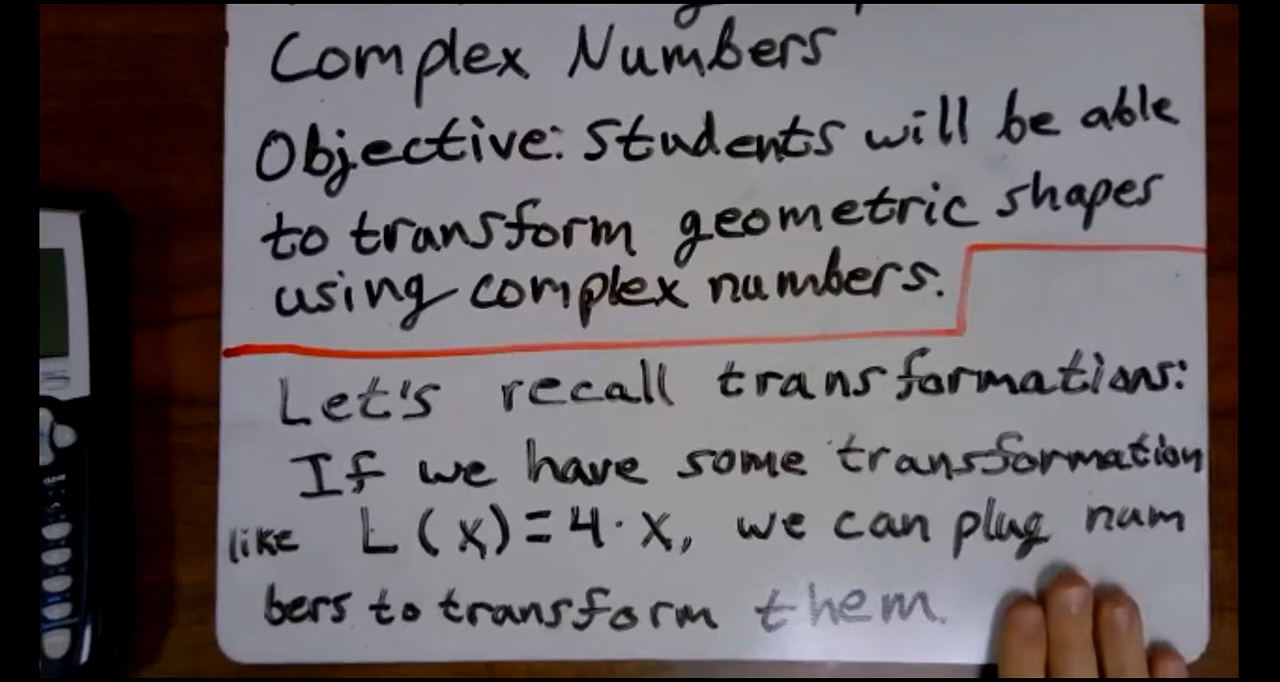 Complex Numbers
Objective: Students will be able
to transform geometric shapes
using complex numbers.
Let's recall transformations:
If we have some transformation
like L(x)=4·x, we can plug num
bers to transform them.